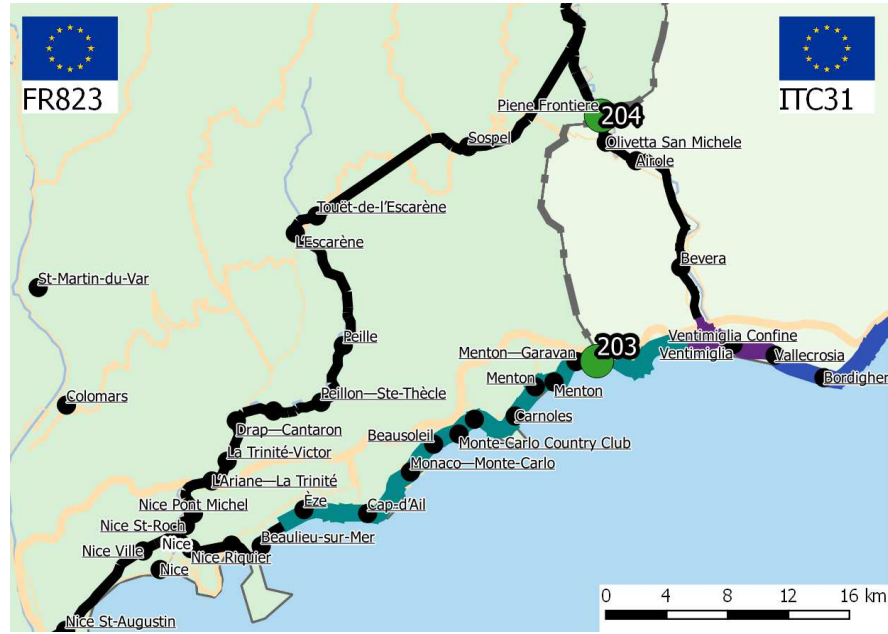 FR823
ITC31
Piene Frontiere
204
Sospel
Olivetta San Michele
Airole
Touët-de-l'Escarène
L'Escarène
St-Martin-du-Var
Bevera
Peille
Menton—Garavan
203
Ventimiglia Confine
Ventimiglia
Vallecrosia
Bordigher
Menton
Menton
Colomars
Peillon—Ste-Thècle
Carnoles
Drap—Cantaron
Beausoleil
Monte-Carlo Country Club
La Trinité-Victor
Monaco—Monte-Carlo
L'Ariane—La Trinité
Nice Pont Michel
Èze
Cap-d'Ail
Nice St-Roch
Beaulieu-sur-Mer
Nice
Nice Ville
Nice Riquier
Nice
Nice St-Augustin
0 4 8 12 16 km